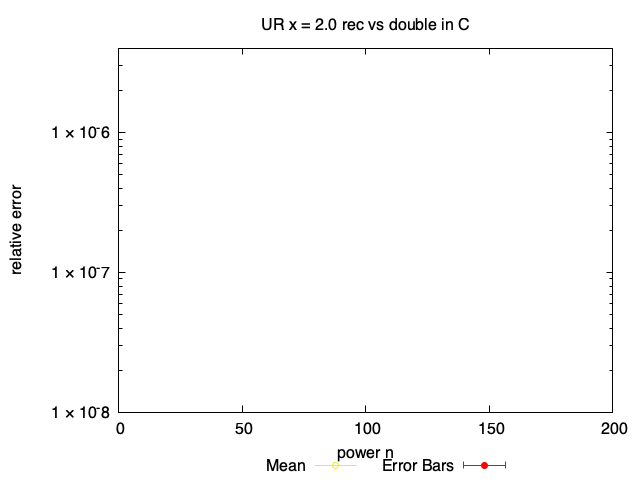 UR x = 2.0 rec vs double in C
relative error
1 × 10-6
1 × 10-7
1 × 10-8
0 50 100 150 200
power n
Mean Error Bars